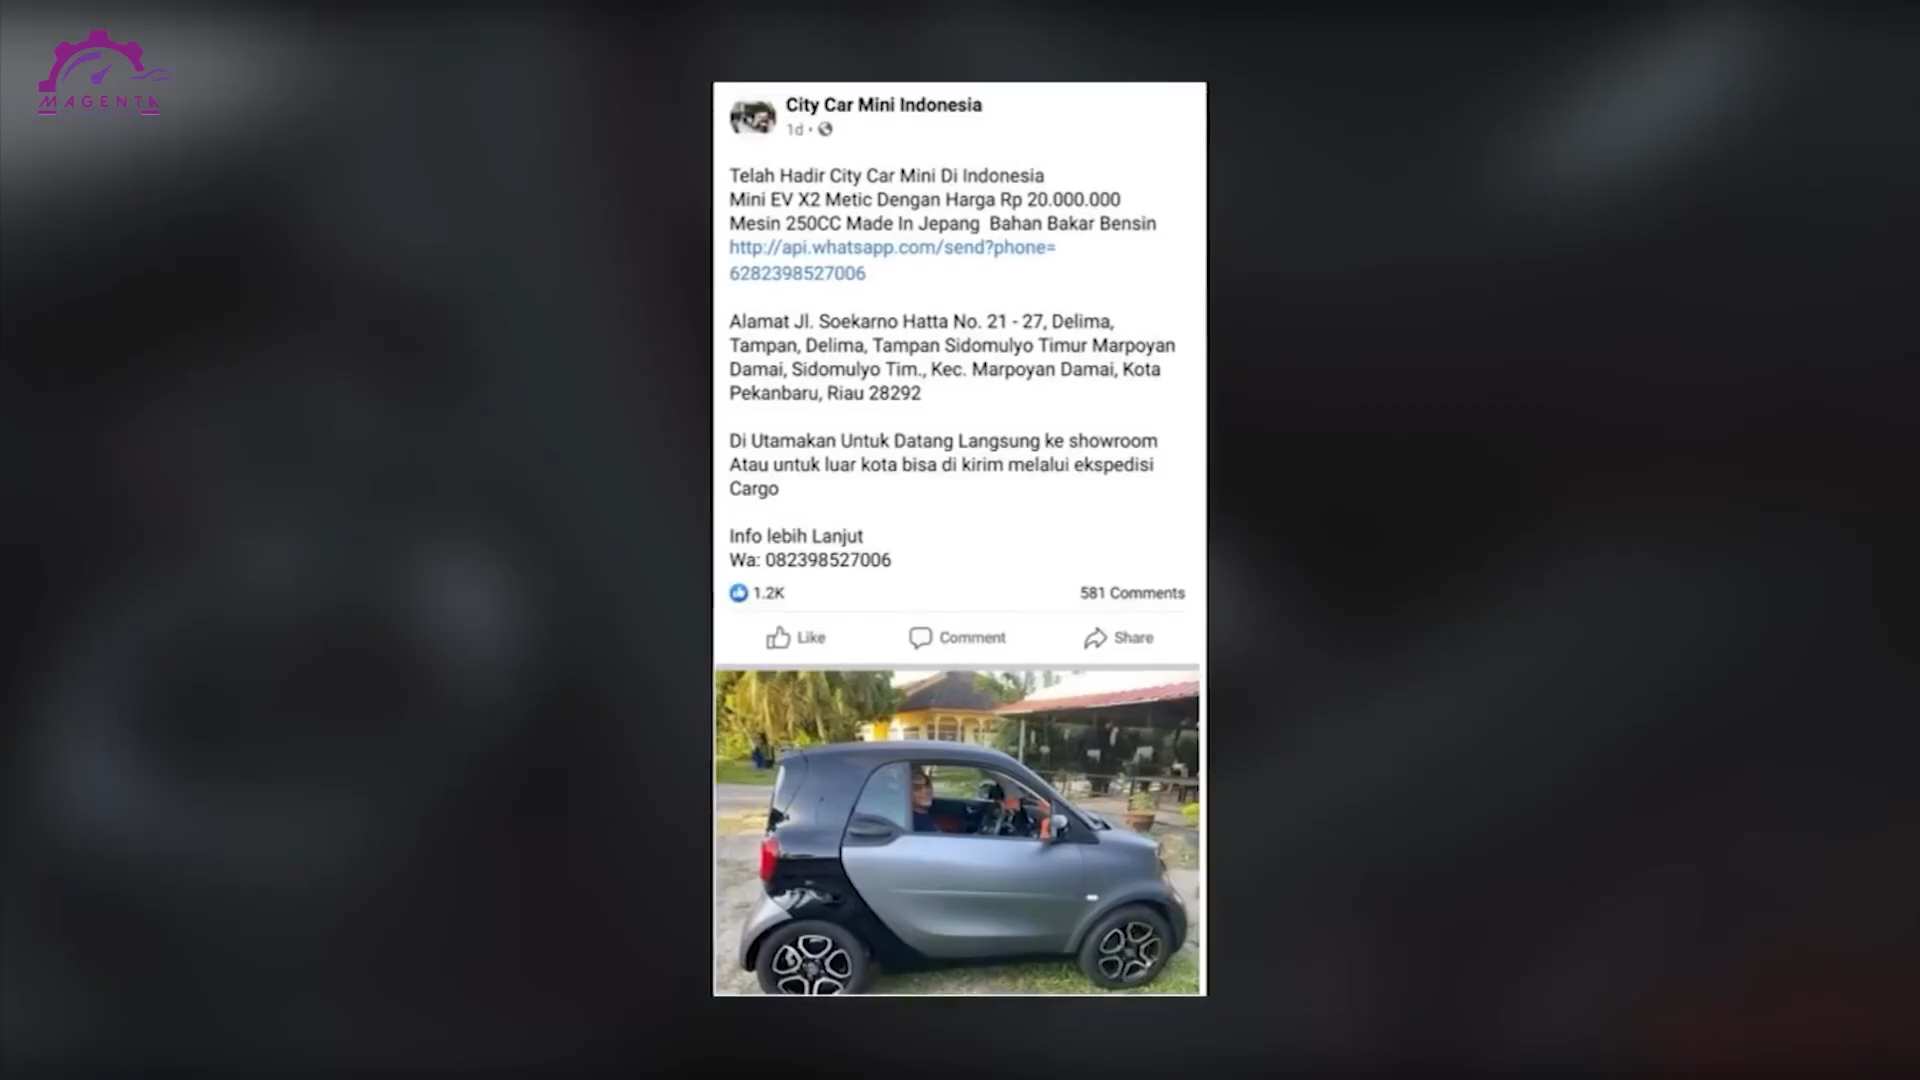 MAGENTA
City Car Mini Indonesia
1d
Telah Hadir City Car Mini Di Indonesia
Mini EV X2 Metic Dengan Harga Rp 20.000.000
Mesin 250CC Made In Jepang Bahan Bakar Bensin
http://api.whatsapp.com/send?phone=
6282398527006
Alamat Jl. Soekarno Hatta No. 21 - 27, Delima,
Tampan, Delima, Tampan Sidomulyo Timur Marpoyan
Damai, Sidomulyo Tim., Kec. Marpoyan Damai, Kota
Pekanbaru, Riau 28292
Di Utamakan Untuk Datang Langsung ke showroom
Atau untuk luar kota bisa di kirim melalui ekspedisi
Cargo
Info lebih Lanjut
Wa: 082398527006
1.2K 581 Comments
Like Comment Share